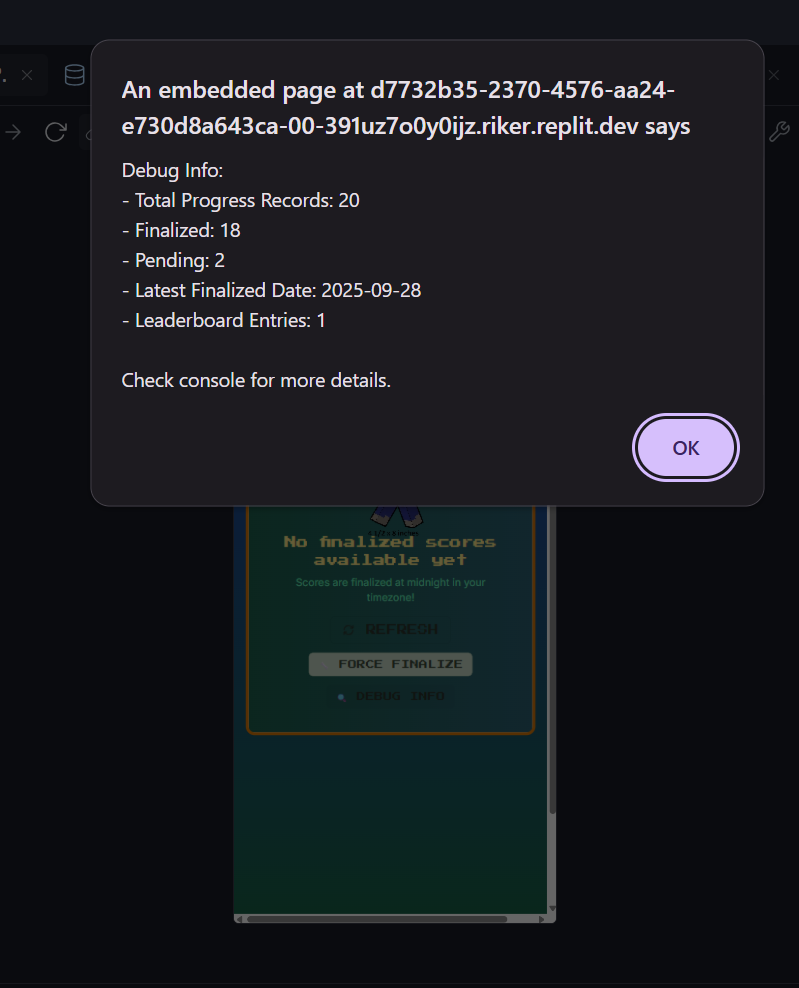 An embedded page at d7732b35-2370-4576-aa24-
e730d8a643ca-00-391uz7o0y0ijz.riker.replit.dev says
Debug Info:
- Total Progress Records: 20
- Finalized: 18
- Pending: 2
- Latest Finalized Date: 2025-09-28
- Leaderboard Entries: 1
Check console for more details.
OK
No finalized scores
available yet
Scores are finalized at midnight in your
timezone!
REFRESH
FORCE FINALIZE
DEBUG INFO